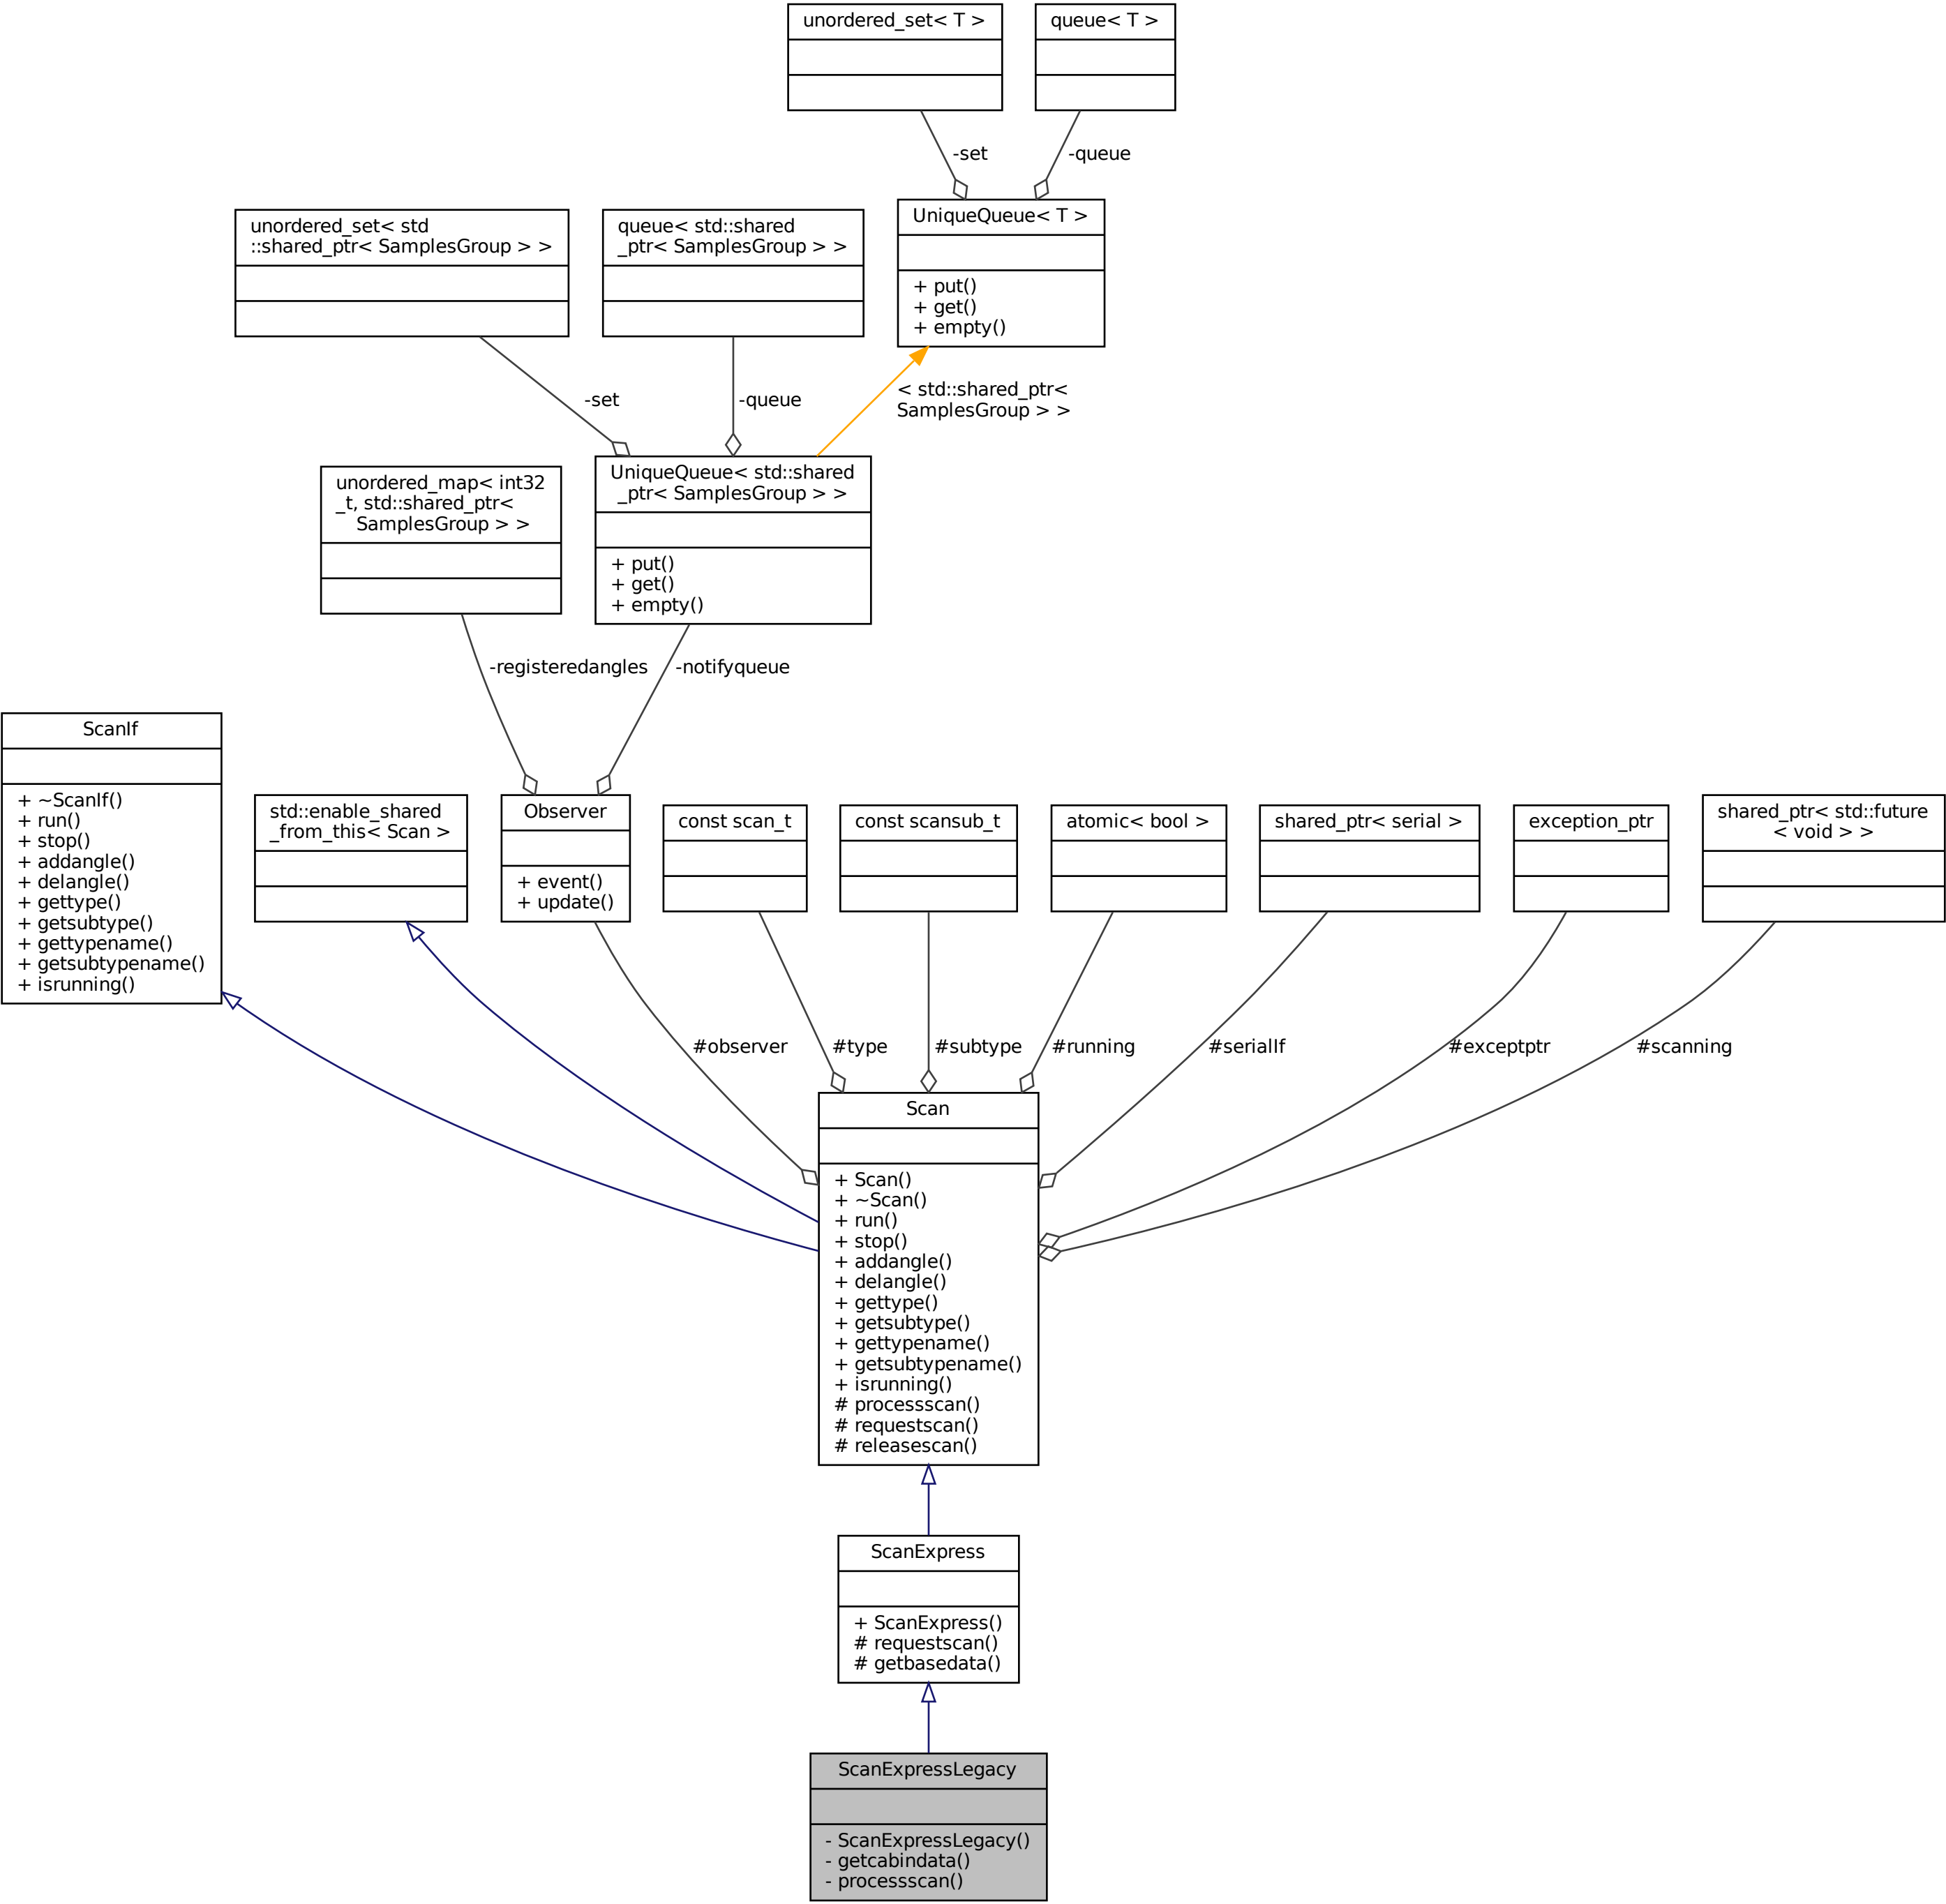 unordered_set< T >
queue< T >
-set
-queue
unordered_set< std
::shared_ptr< SamplesGroup > >
queue< std::shared
_ptr< SamplesGroup > >
UniqueQueue< T >
+ put()
+ get()
+ empty()
-set
-queue
< std::shared_ptr<
SamplesGroup > >
unordered_map< int32
_t, std::shared_ptr<
SamplesGroup > >
UniqueQueue< std::shared
_ptr< SamplesGroup > >
+ put()
+ get()
+ empty()
-registeredangles
-notifyqueue
ScanIf
+ ~ScanIf()
+ run()
+ stop()
+ addangle()
+ delangle()
+ gettype()
+ getsubtype()
+ gettypename()
+ getsubtypename()
+ isrunning()
std::enable_shared
_from_this< Scan >
Observer
+ event()
+ update()
const scan_t
const scansub_t
atomic< bool >
shared_ptr< serial >
exception_ptr
shared_ptr< std::future
< void > >
#observer
#type
#subtype
#running
#serialIf
#exceptptr
#scanning
Scan
+ Scan()
+ ~Scan()
+ run()
+ stop()
+ addangle()
+ delangle()
+ gettype()
+ getsubtype()
+ gettypename()
+ getsubtypename()
+ isrunning()
# processscan()
# requestscan()
# releasescan()
ScanExpress
+ ScanExpress()
# requestscan()
# getbasedata()
ScanExpressLegacy
- ScanExpressLegacy()
- getcabindata()
- processscan()